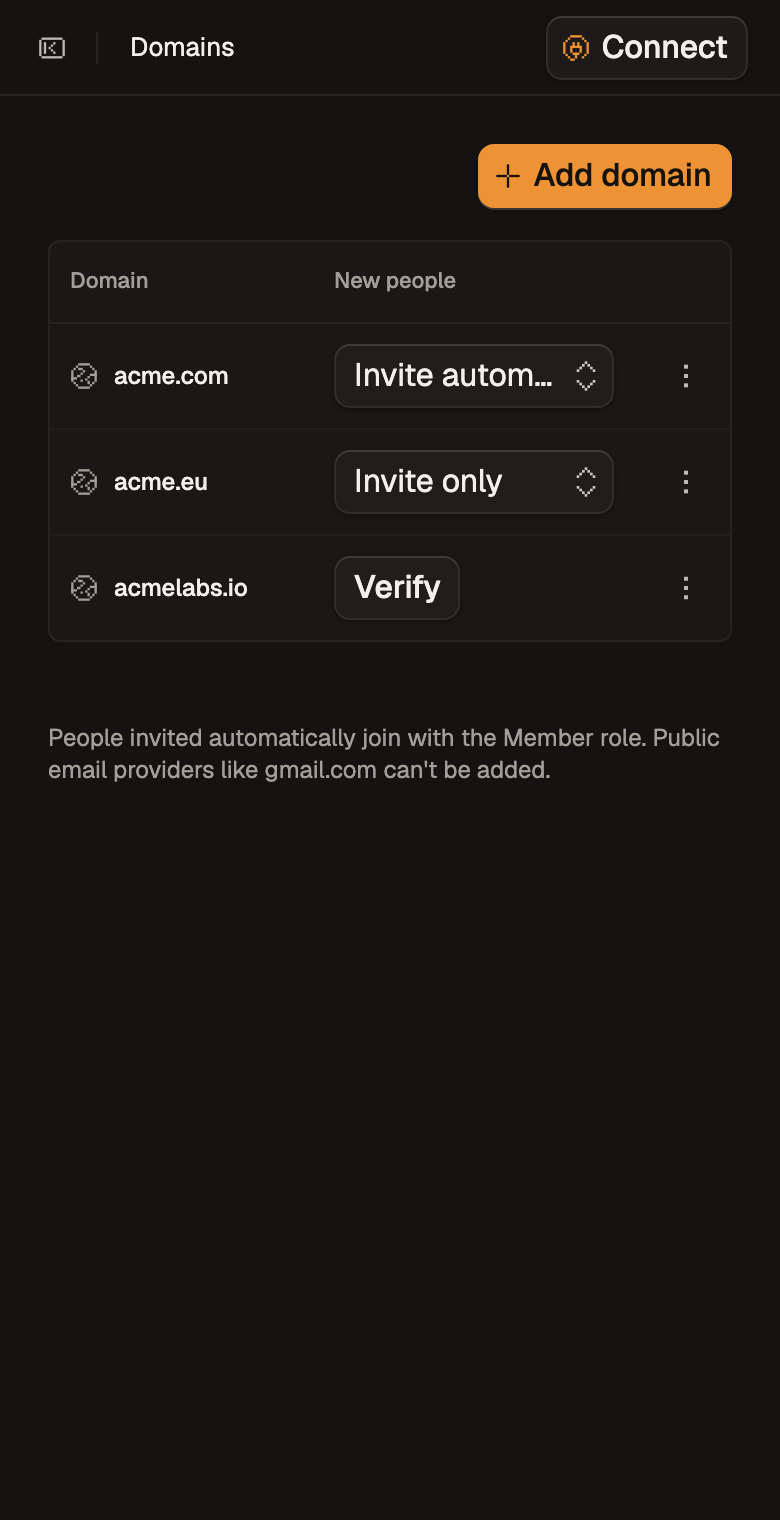 Domains
Connect
Add domain
Domain New people
acme.com Invite autom...
acme.eu Invite only
acmelabs.io Verify
People invited automatically join with the Member role. Public
email providers like gmail.com can't be added.